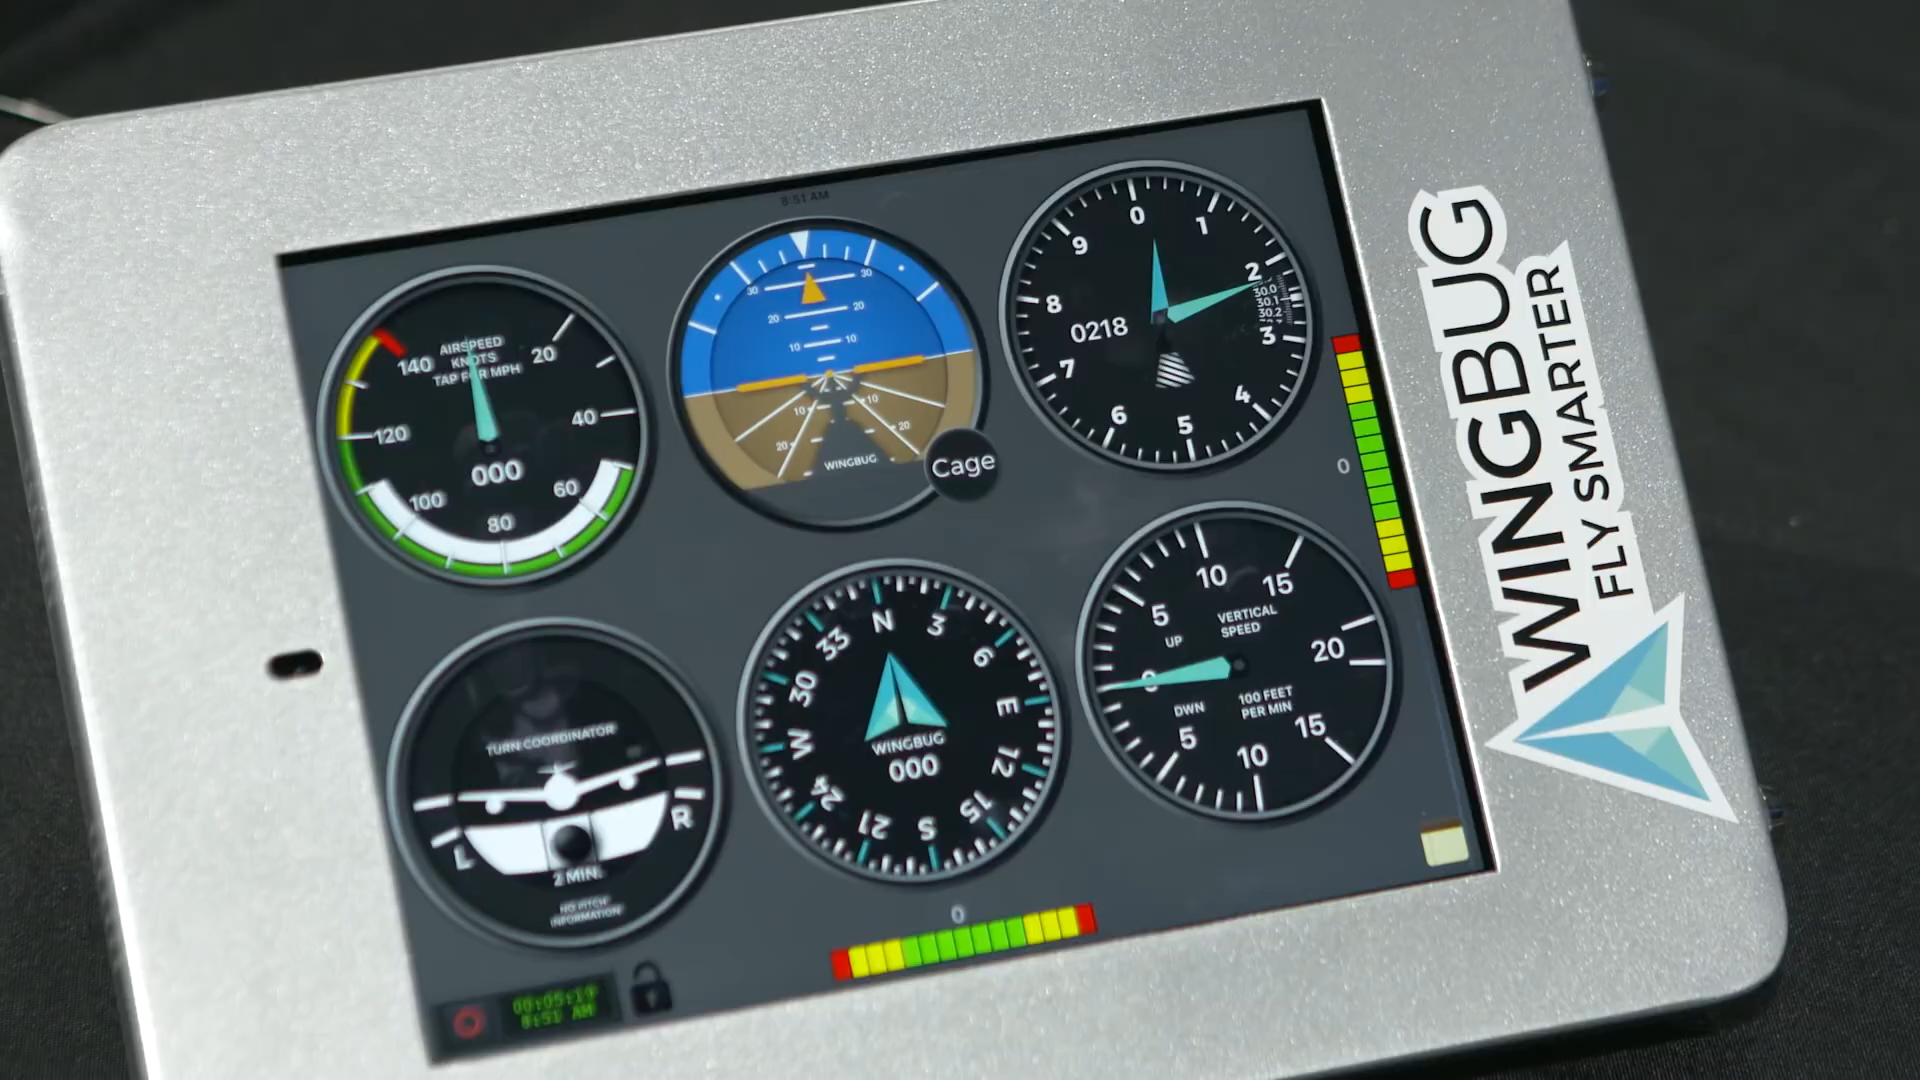 8:51 AM
AIRSPEED
KNOTS
TAP FOR MPH
140 20
120 40
100 60
80
000
30 30
20 20
10 10
10 10
20 20
WINGBUG
Cage
0
9 1
8 2
7 3
6 4
5
0218
30.0
30.1
30.2
0
TURN COORDINATOR
L R
2 MIN.
NO PITCH
INFORMATION
N 3 6 E 12 15 S 21 24 W 30 33
WINGBUG
000
10 15
5
UP
VERTICAL
SPEED
0 20
DWN
100 FEET
PER MIN
5 15
10
0
00:05:19
8:51 AM
WINGBUG
FLY SMARTER